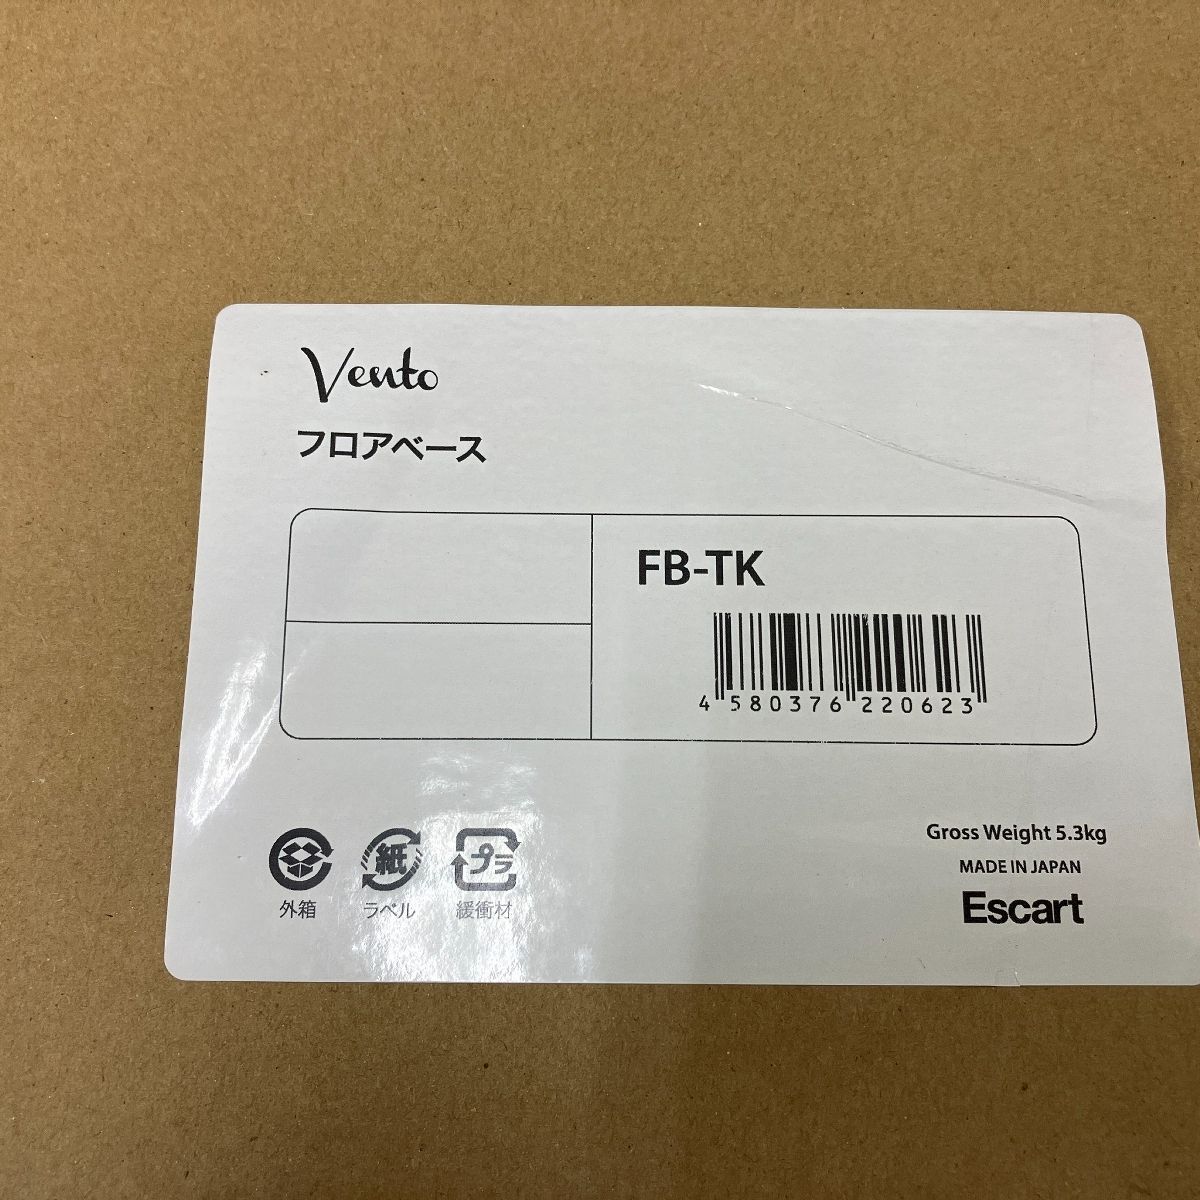 Vento
フロアベース
FB-TK
4 580376 220623
外箱
紙
ラベル
プラ
緩衝材
Gross Weight 5.3kg
MADE IN JAPAN
Escart